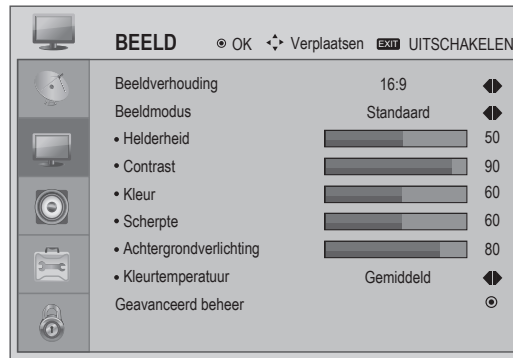 BEELD OK Verplaatsen EXIT UITSCHAKELEN
Beeldverhouding 16:9
Beeldmodus Standaard
• Helderheid 50
• Contrast 90
• Kleur 60
• Scherpte 60
• Achtergrondverlichting 80
• Kleurtemperatuur Gemiddeld
Geavanceerd beheer